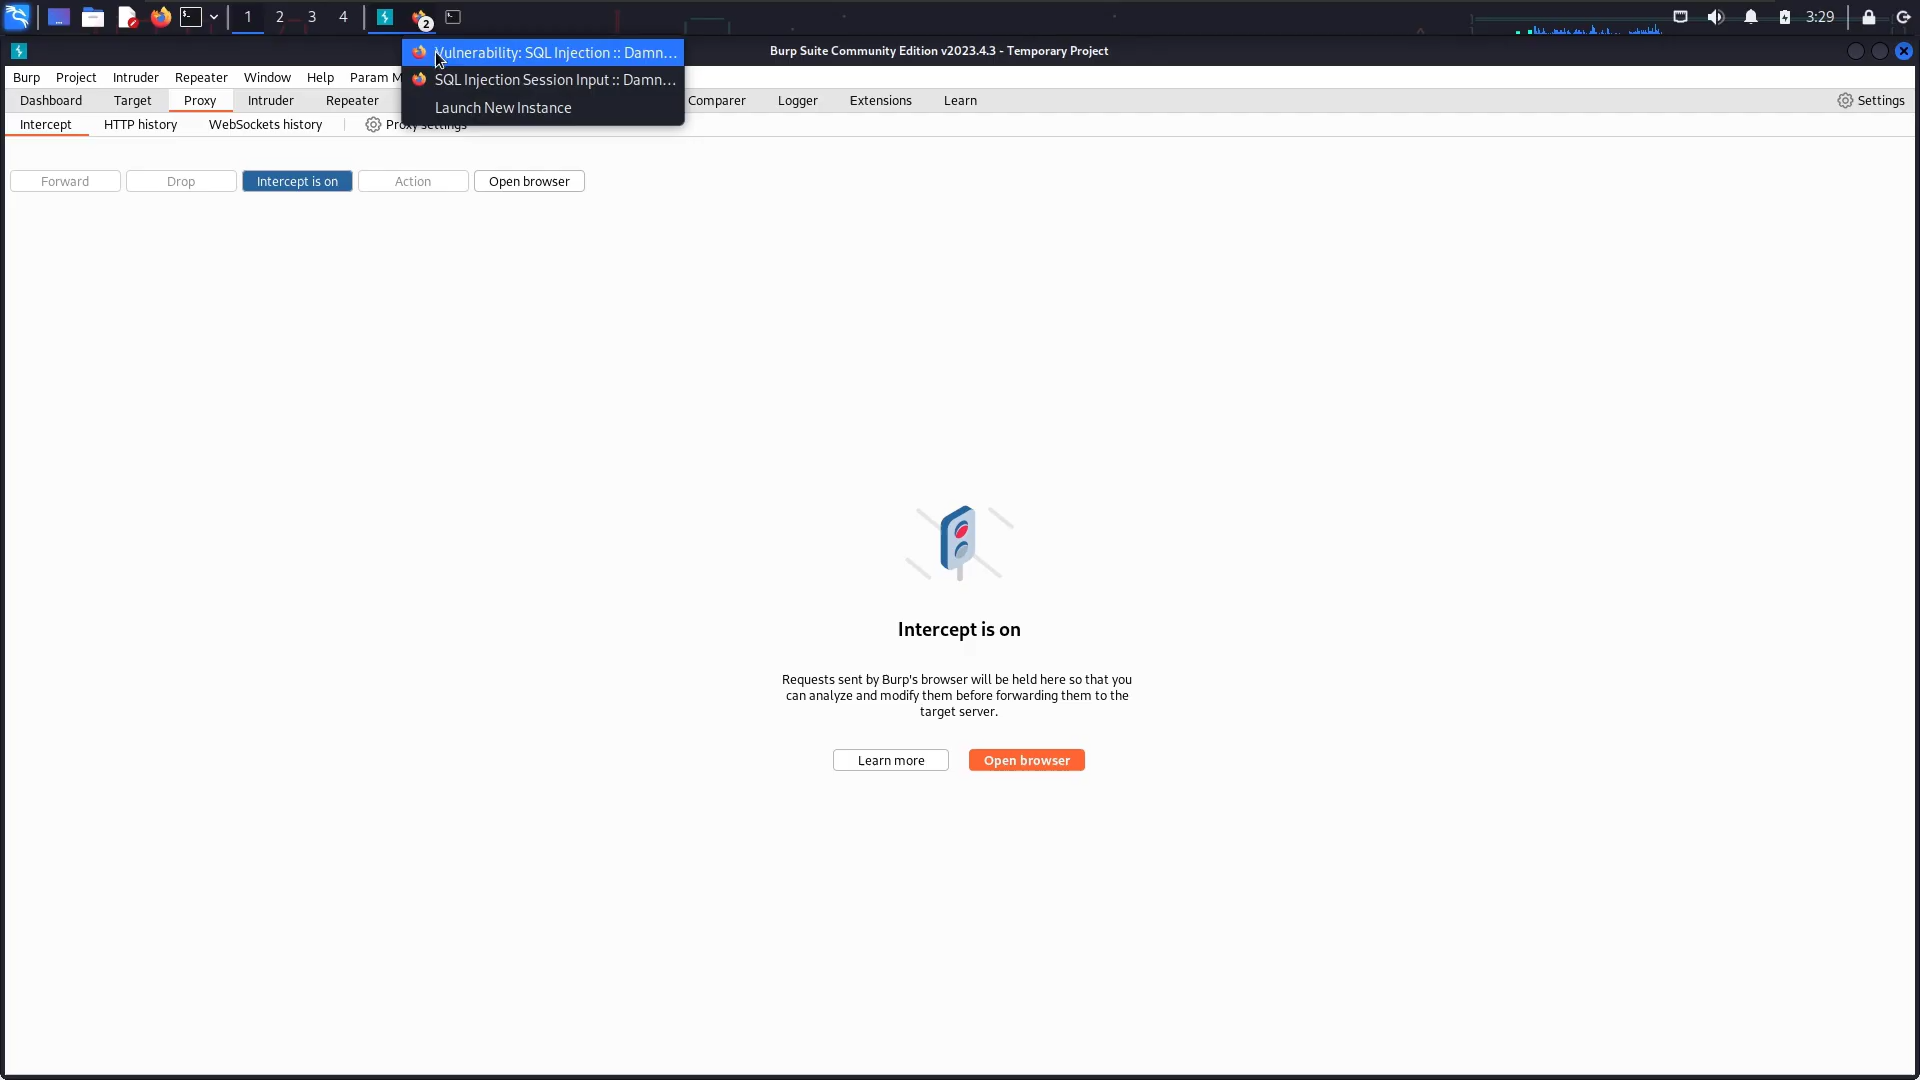 1 2 3 4 2 3:29
Burp Suite Community Edition v2023.4.3 - Temporary Project
Vulnerability: SQL Injection :: Damn...
SQL Injection Session Input :: Damn...
Launch New Instance
Burp Project Intruder Repeater Window Help Param M
Dashboard Target Proxy Intruder Repeater Comparer Logger Extensions Learn Settings
Intercept HTTP history WebSockets history Proxy settings
Forward Drop Intercept is on Action Open browser
Intercept is on
Requests sent by Burp's browser will be held here so that you
can analyze and modify them before forwarding them to the
target server.
Learn more Open browser